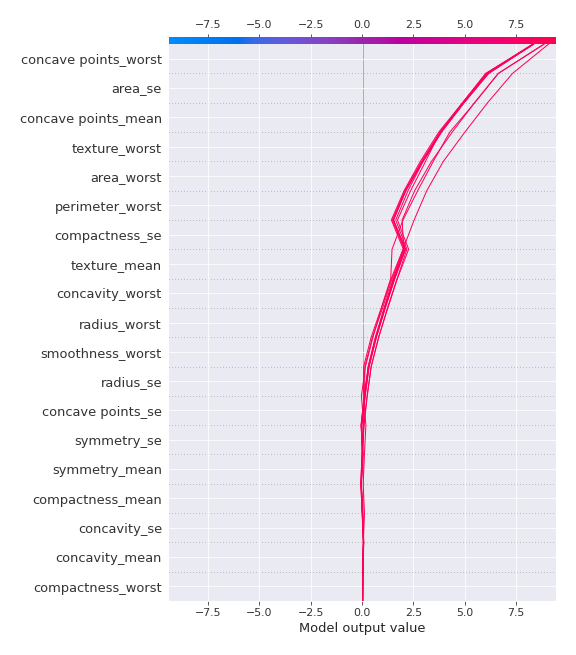 −7.5 −5.0 −2.5 0.0 2.5 5.0 7.5
concave points_worst
area_se
concave points_mean
texture_worst
area_worst
perimeter_worst
compactness_se
texture_mean
concavity_worst
radius_worst
smoothness_worst
radius_se
concave points_se
symmetry_se
symmetry_mean
compactness_mean
concavity_se
concavity_mean
compactness_worst
−7.5 −5.0 −2.5 0.0 2.5 5.0 7.5
Model output value